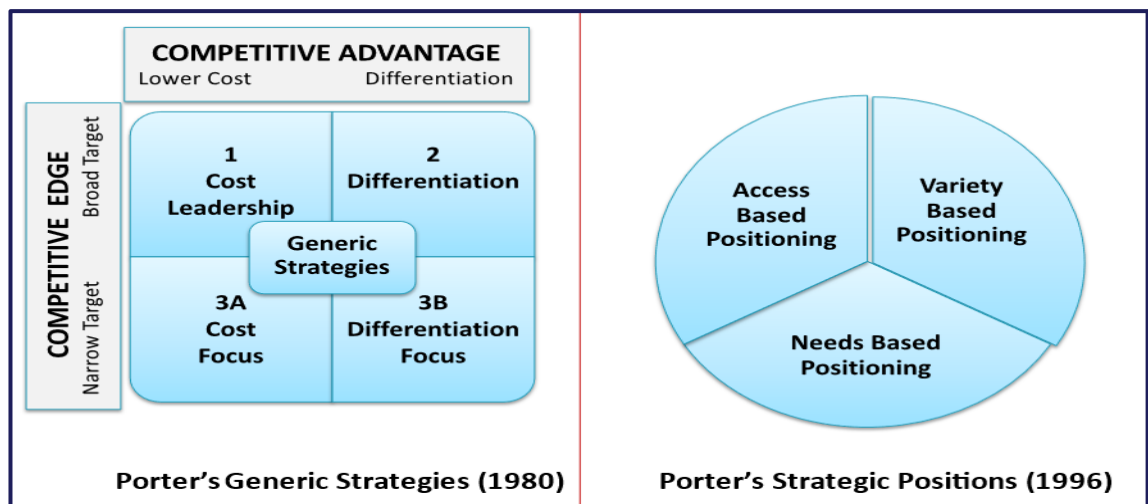 COMPETITIVE ADVANTAGE
Lower Cost Differentiation
COMPETITIVE EDGE
Broad Target
Narrow Target
1
Cost
Leadership
2
Differentiation
Generic
Strategies
3A
Cost
Focus
3B
Differentiation
Focus
Porter's Generic Strategies (1980)
Access
Based
Positioning
Variety
Based
Positioning
Needs Based
Positioning
Porter's Strategic Positions (1996)